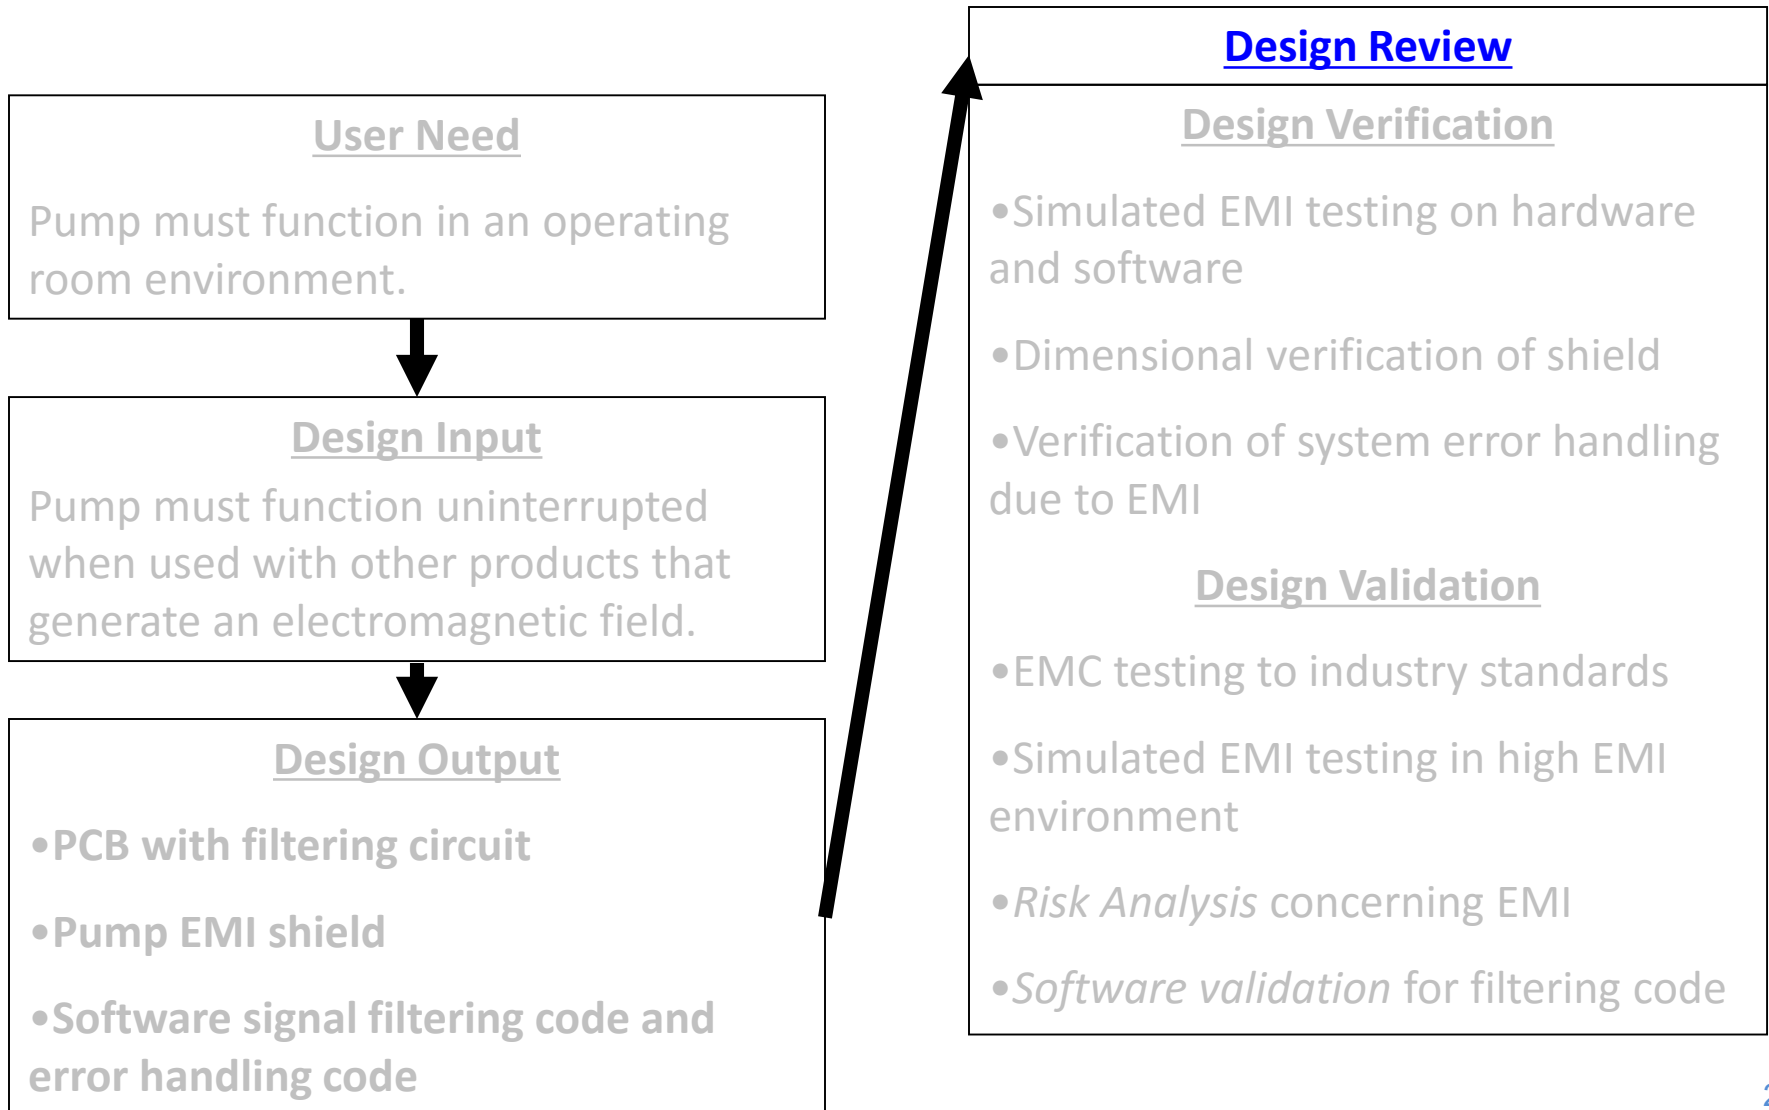 User Need
Pump must function in an operating
room environment.
Design Input
Pump must function uninterrupted
when used with other products that
generate an electromagnetic field.
Design Output
•PCB with filtering circuit
•Pump EMI shield
•Software signal filtering code and
error handling code
Design Review
Design Verification
•Simulated EMI testing on hardware
and software
•Dimensional verification of shield
•Verification of system error handling
due to EMI
Design Validation
•EMC testing to industry standards
•Simulated EMI testing in high EMI
environment
•Risk Analysis concerning EMI
•Software validation for filtering code